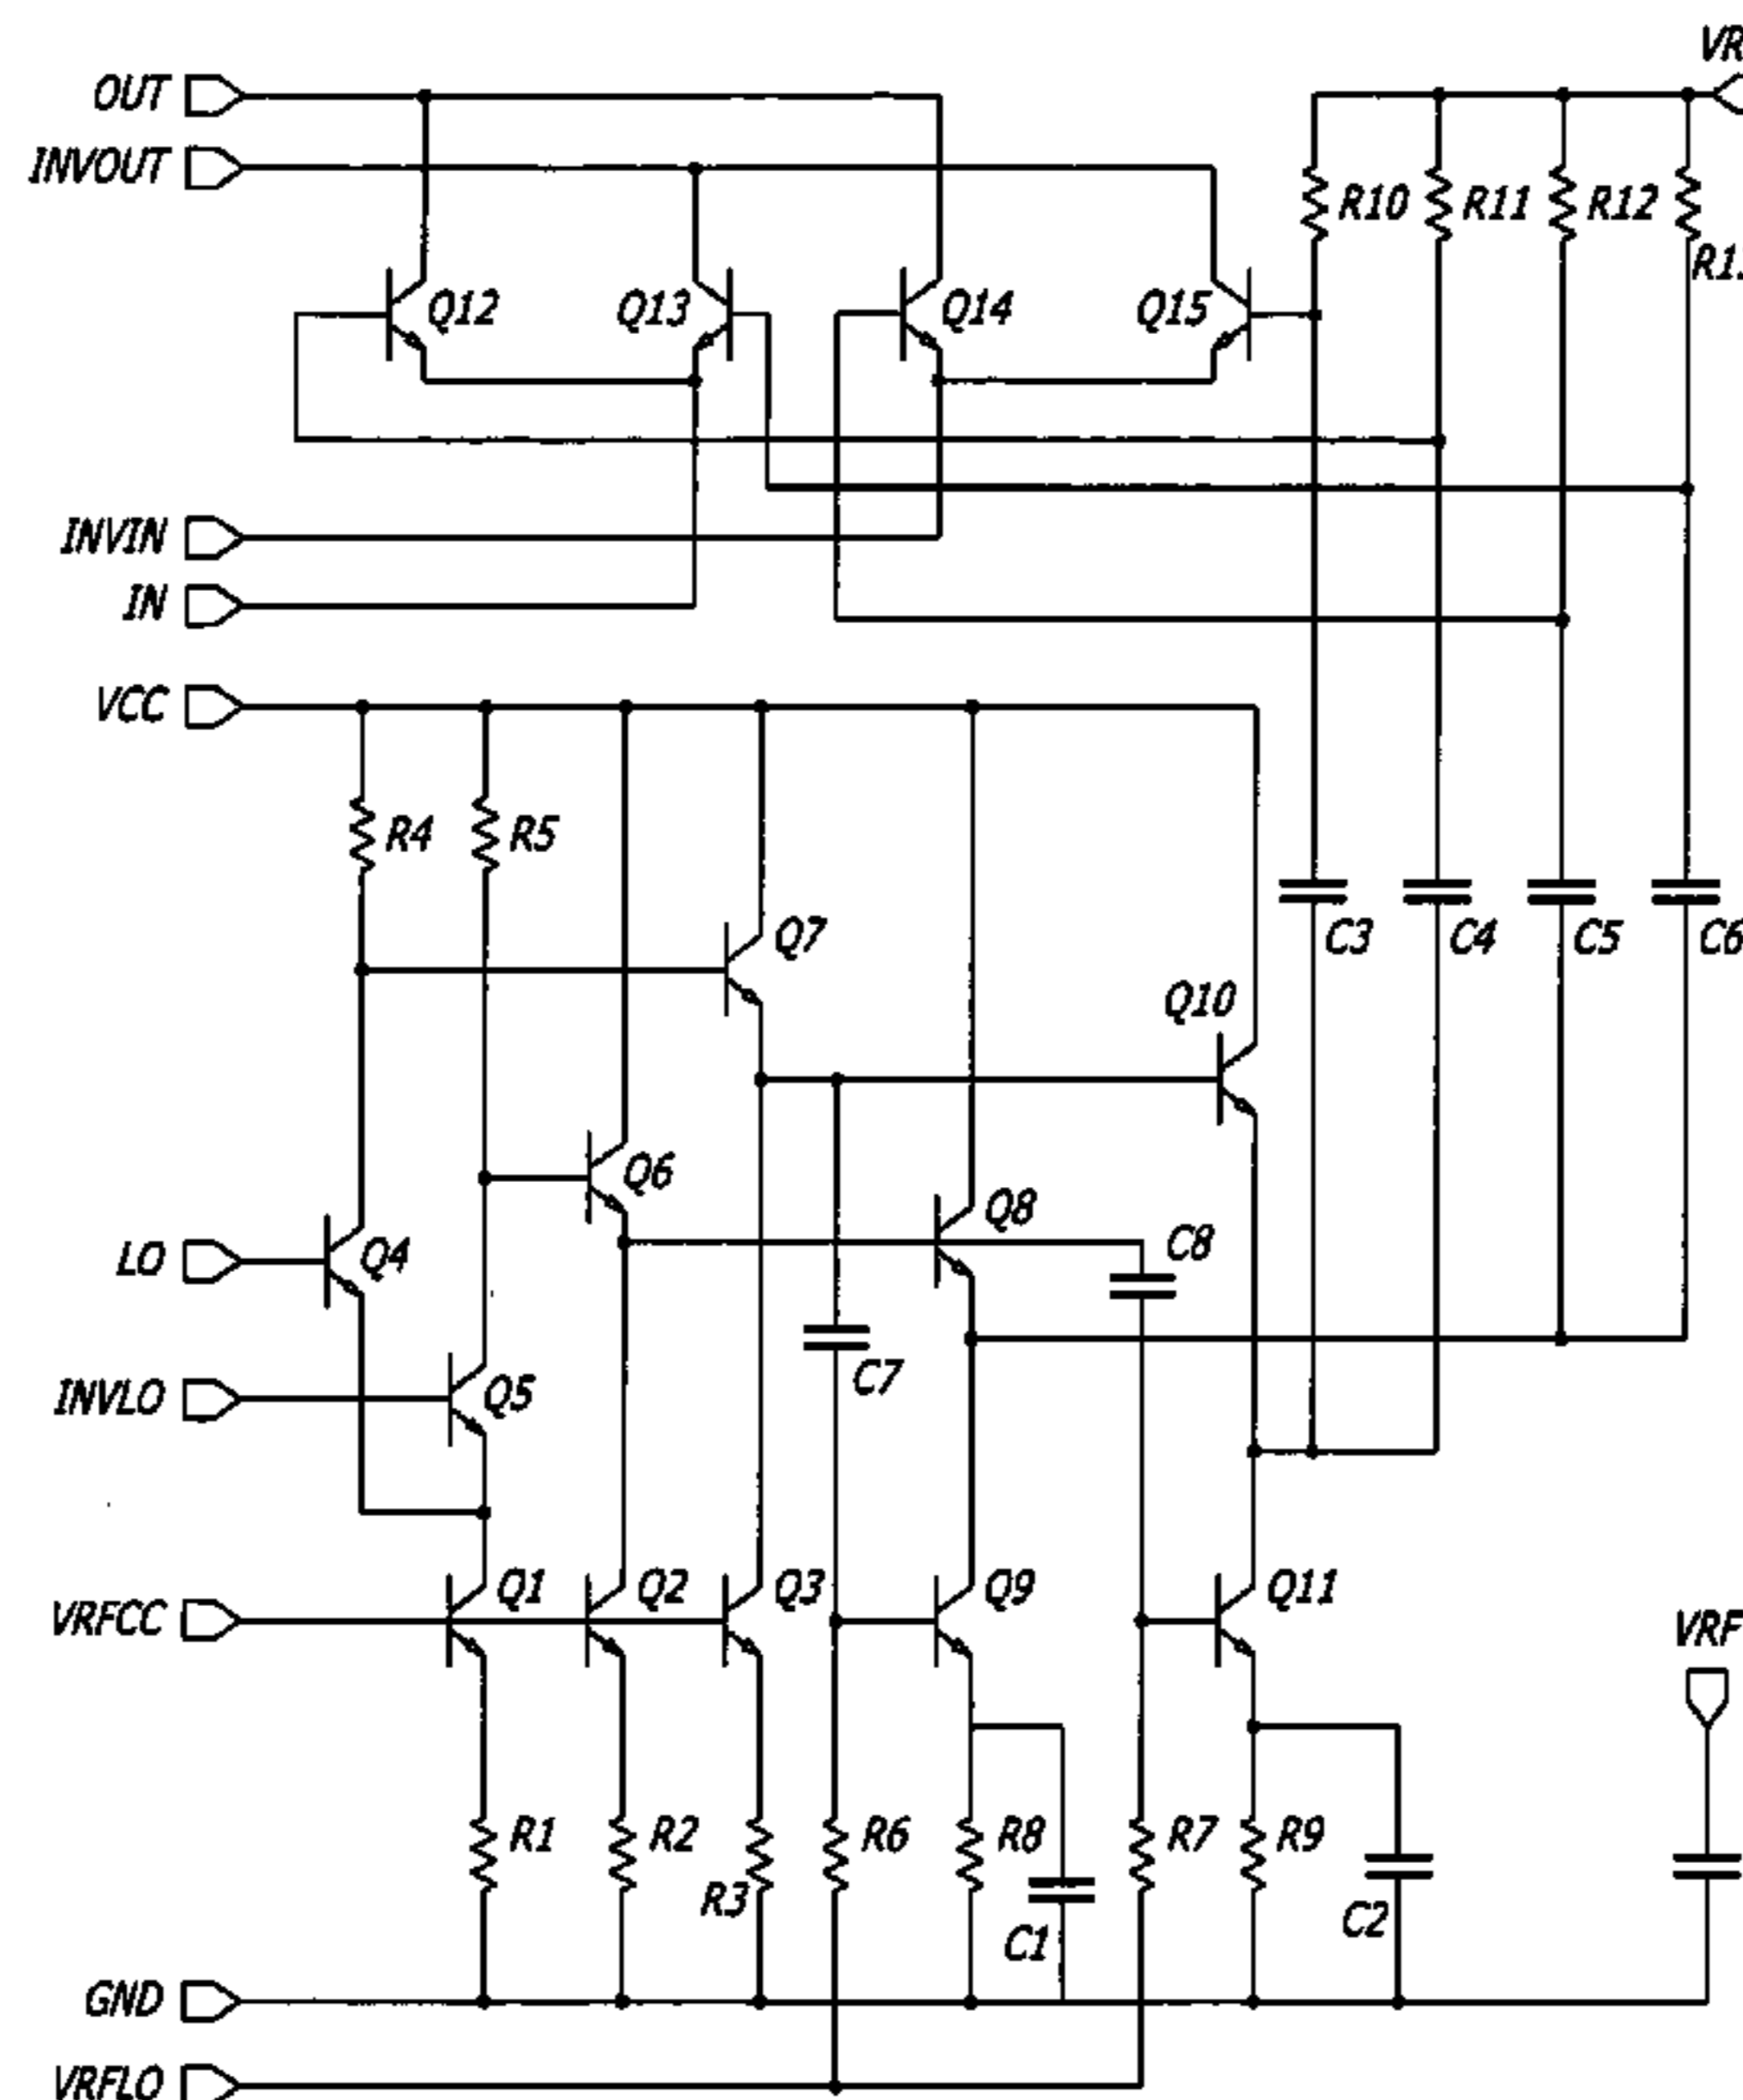 VR
OUT
INVOUT
R10
R11
R12
R1
Q12
Q13
Q14
Q15
INVIN
IN
VCC
R4
R5
Q7
C3
C4
C5
C6
Q10
Q6
Q8
C8
LO
Q4
C7
INVLO
Q5
Q1
Q2
Q3
Q9
Q11
VRFCC
VRF
R1
R2
R3
R6
R8
R7
R9
C1
C2
GND
VRFLO